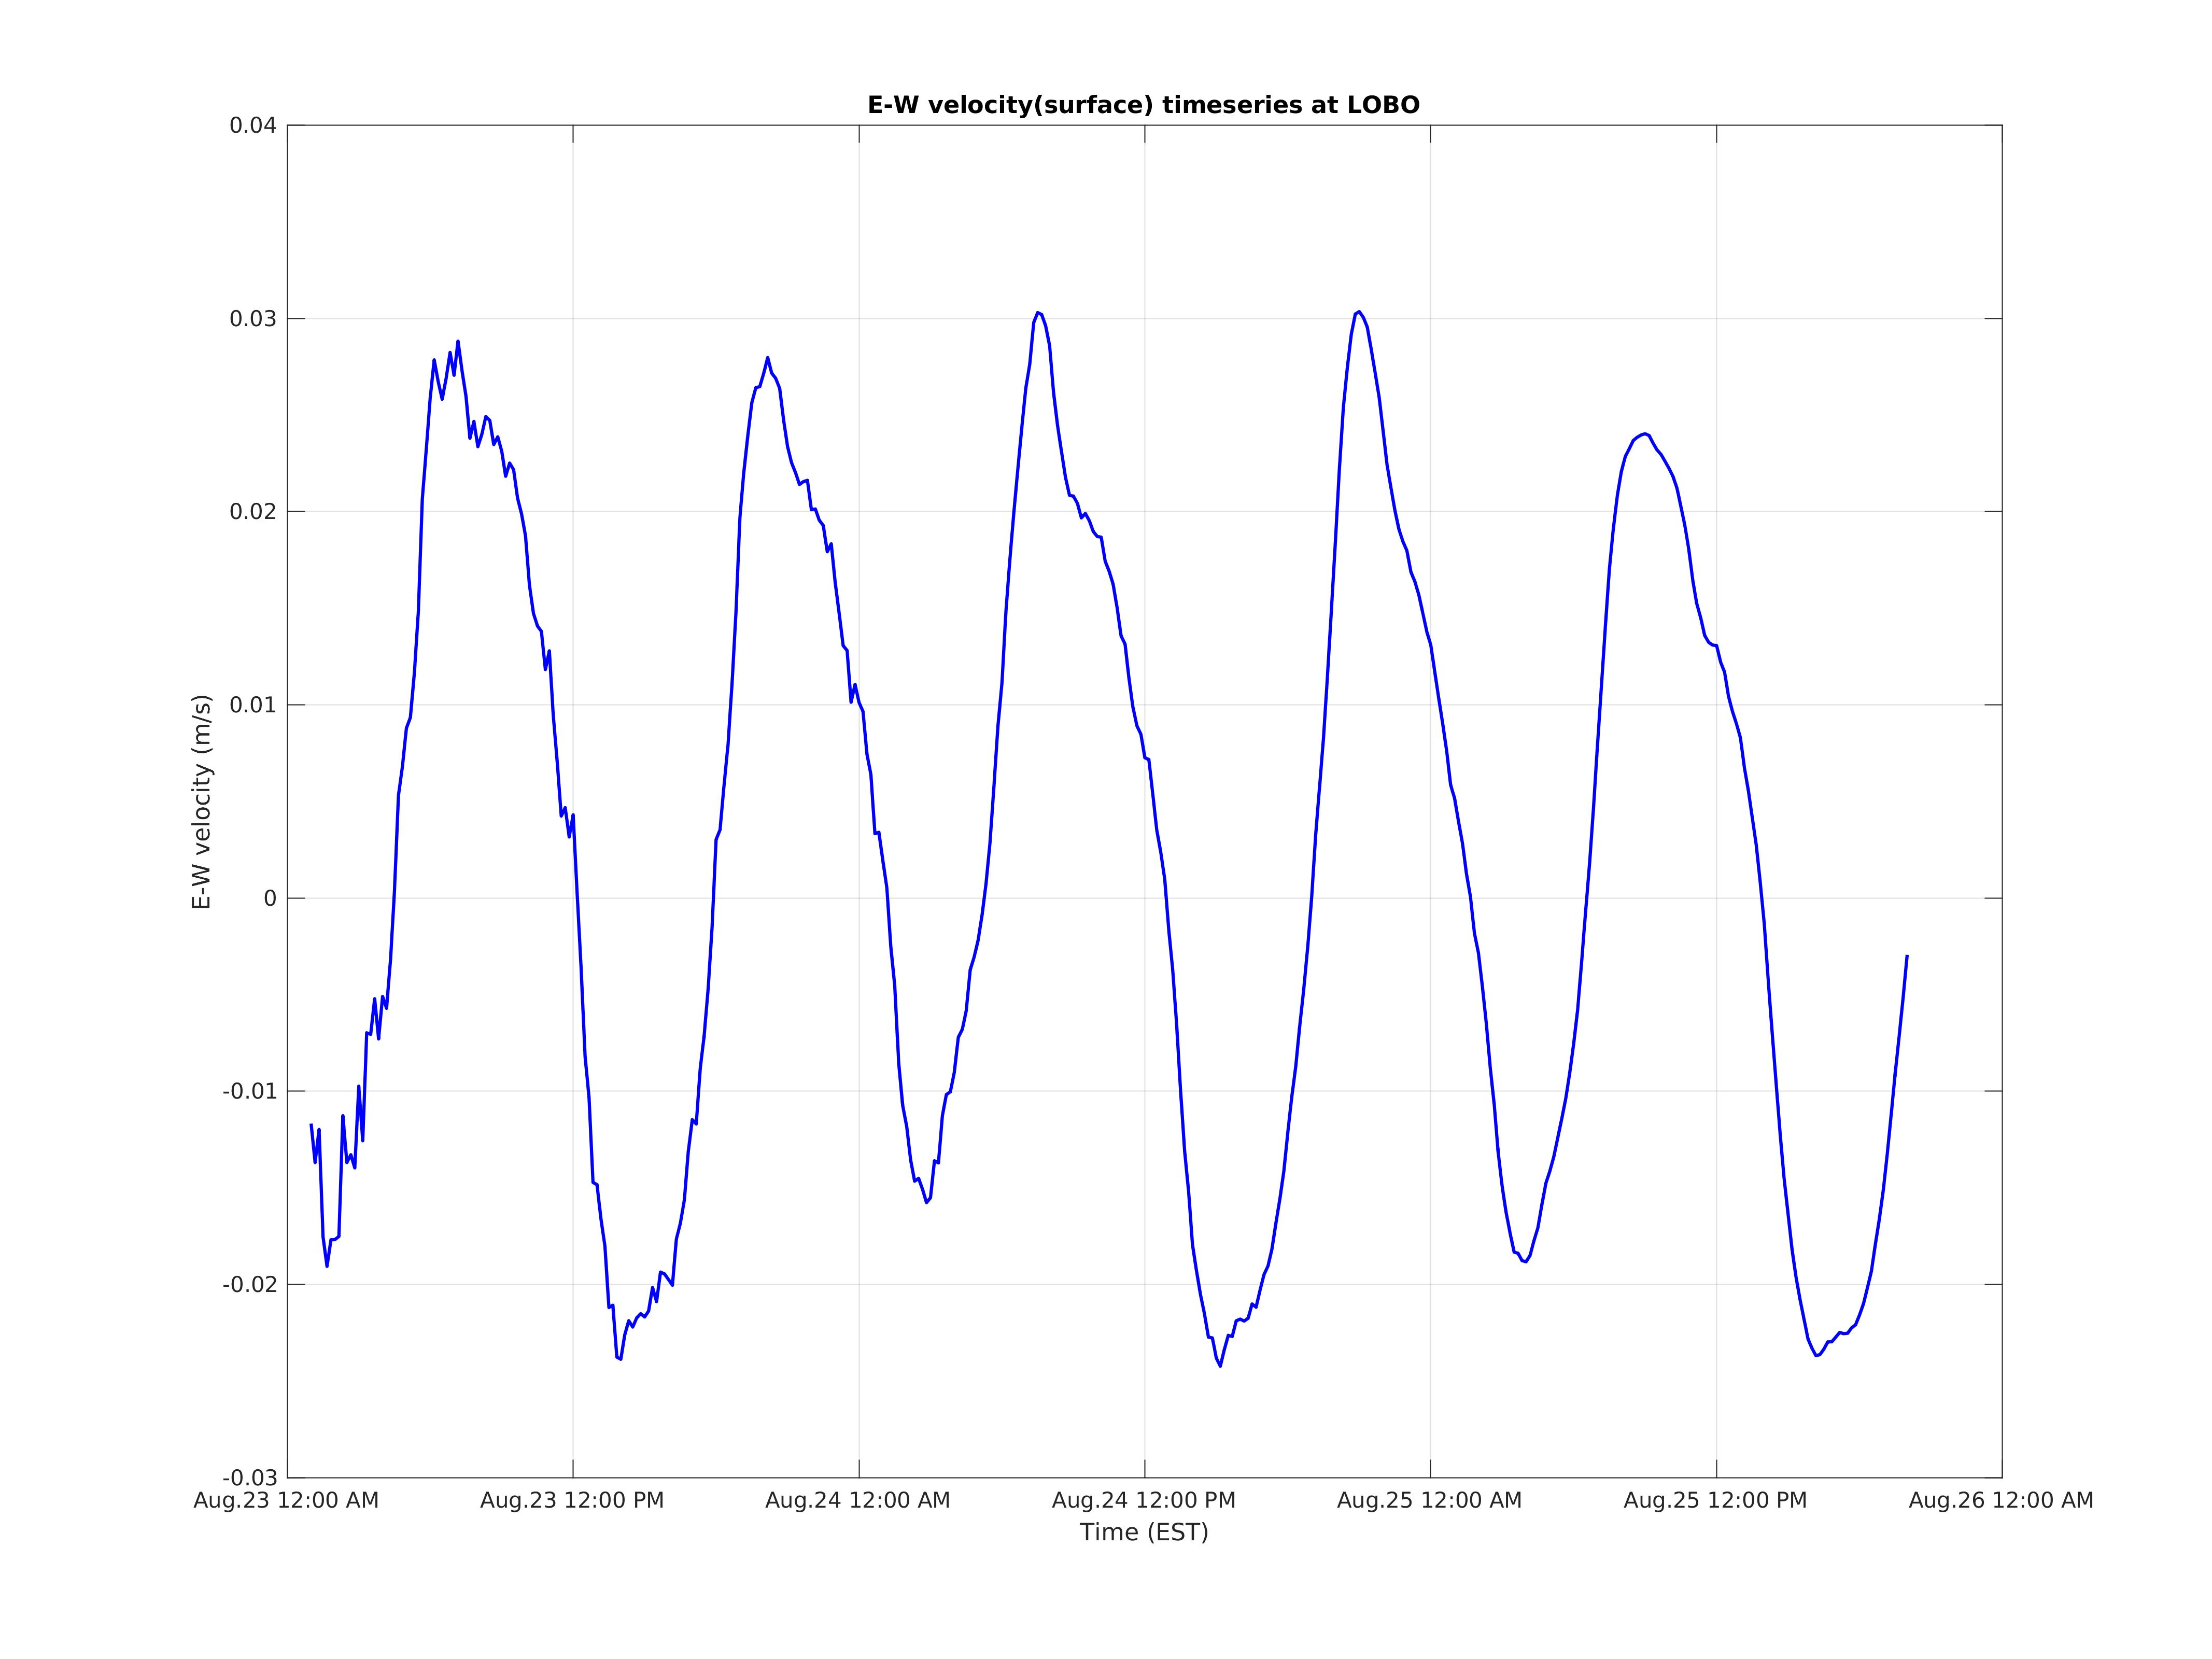 E-W velocity(surface) timeseries at LOBO
0.04
0.03
0.02
0.01
0
-0.01
-0.02
-0.03
E-W velocity (m/s)
Aug.23 12:00 AM Aug.23 12:00 PM Aug.24 12:00 AM Aug.24 12:00 PM Aug.25 12:00 AM Aug.25 12:00 PM Aug.26 12:00 AM
Time (EST)